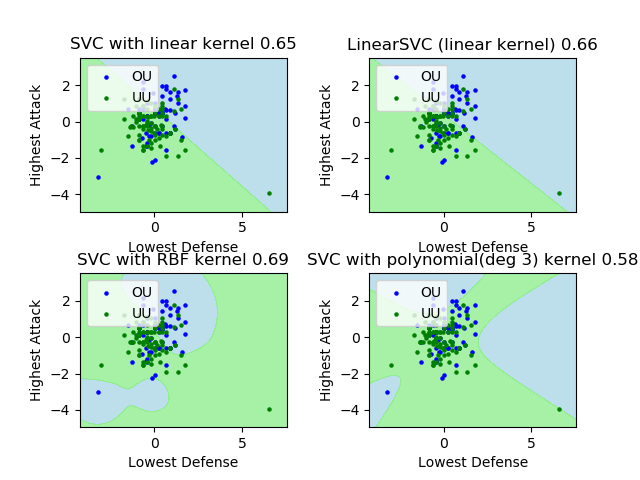 SVC with linear kernel 0.65
LinearSVC (linear kernel) 0.66
OU
UU
OU
UU
Highest Attack
Highest Attack
2
0
−2
−4
2
0
−2
−4
0 5
0 5
Lowest Defense
Lowest Defense
SVC with RBF kernel 0.69
SVC with polynomial(deg 3) kernel 0.58
OU
UU
OU
UU
Highest Attack
Highest Attack
2
0
−2
−4
2
0
−2
−4
0 5
0 5
Lowest Defense
Lowest Defense